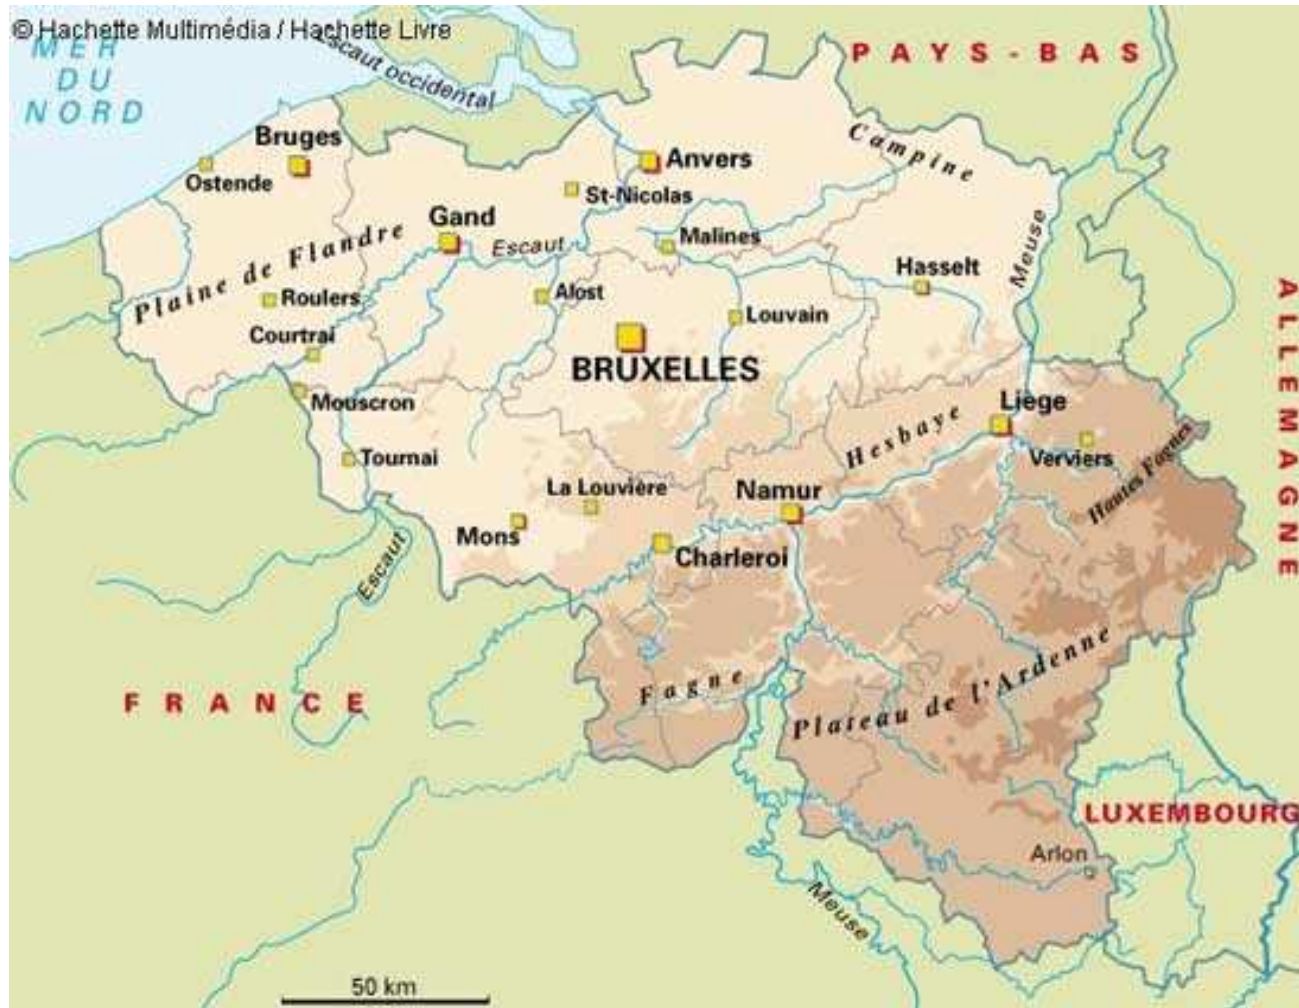 © Hachette Multimédia / Hachette Livre
MER
DU
NORD
Escaut occidental
PAYS-BAS
Bruges
Ostende
Anvers
Campine
St-Nicolas
Gand
Escaut
Malines
Meuse
Plaine de Flandre
Hasselt
Roulers
Alost
Louvain
Courtrai
BRUXELLES
ALLEMAGNE
Mouscron
Hesbaye
Liege
Tournai
Verviers
Hautes Fagnes
La Louvière
Namur
Mons
Charleroi
Escaut
FRANCE
Fagne
Plateau de l'Ardenne
LUXEMBOURG
Arlon
Meuse
50 km